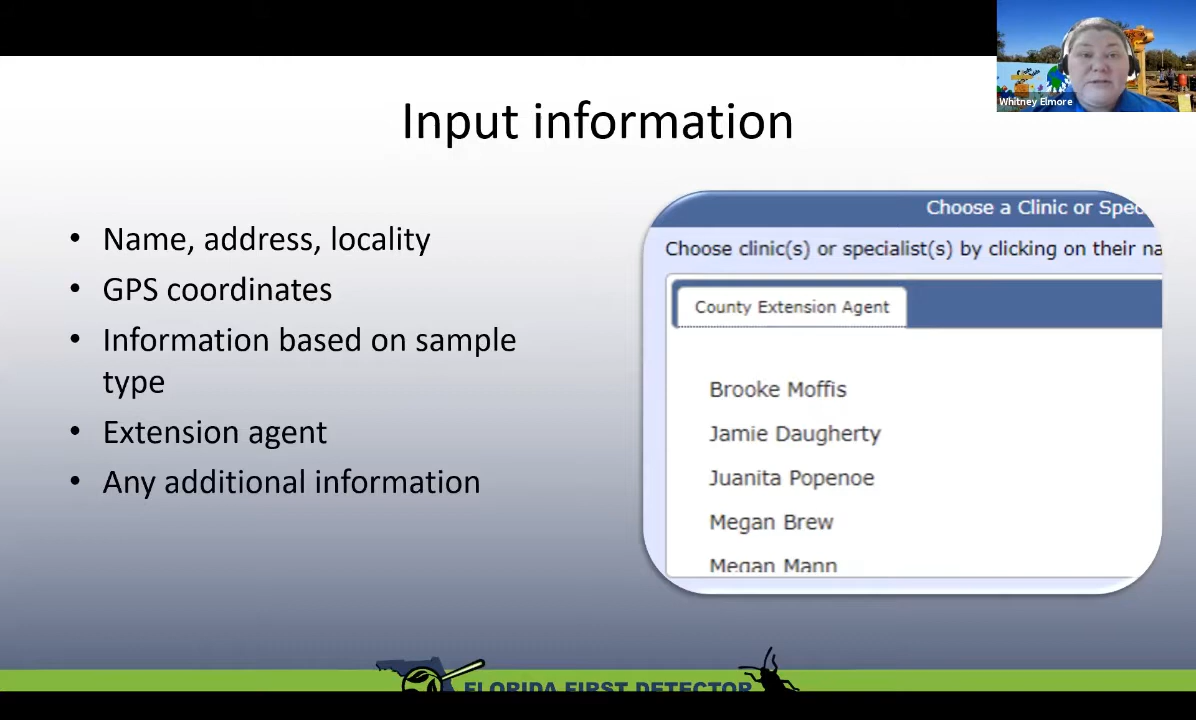 Whitney Elmore
Input information
• Name, address, locality
• GPS coordinates
• Information based on sample
type
• Extension agent
• Any additional information
Choose a Clinic or Spec
Choose clinic(s) or specialist(s) by clicking on their na
County Extension Agent
Brooke Moffis
Jamie Daugherty
Juanita Popenoe
Megan Brew
Megan Mann
FLORIDA FIRST DETECTOR